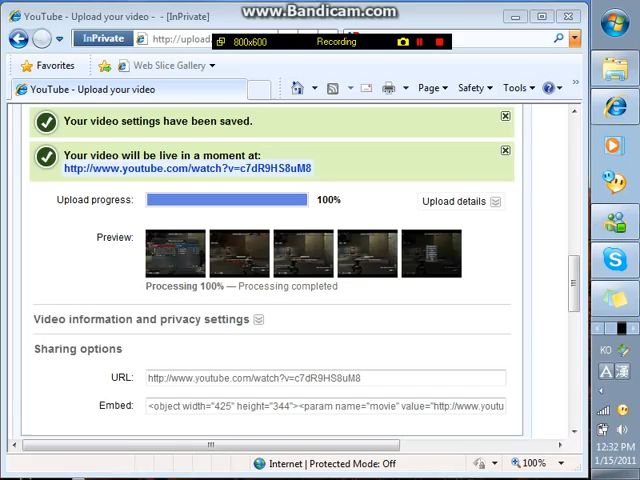 www.Bandicam.com
YouTube - Upload your video - - [InPrivate]
InPrivate
http://upload.
800x600
Recording
Favorites
Web Slice Gallery
YouTube - Upload your video
Page
Safety
Tools
Your video settings have been saved.
Your video will be live in a moment at:
http://www.youtube.com/watch?v=c7dR9HS8uM8
Upload progress:
100%
Upload details
Preview:
Processing 100% — Processing completed
Video information and privacy settings
Sharing options
URL:
http://www.youtube.com/watch?v=c7dR9HS8uM8
Embed:
<object width="425" height="344"><param name="movie" value="http://www.youtu
Internet | Protected Mode: Off
100%
KO
A 漢
12:32 PM
1/15/2011